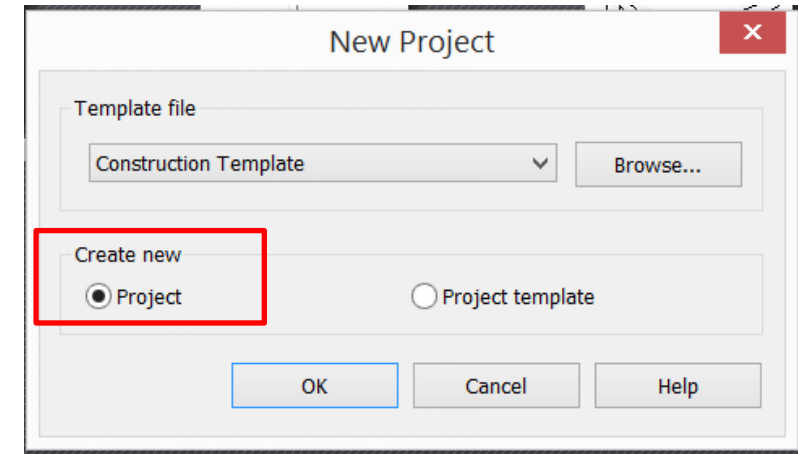 New Project
Template file
Construction Template
Browse...
Create new
Project
Project template
OK
Cancel
Help